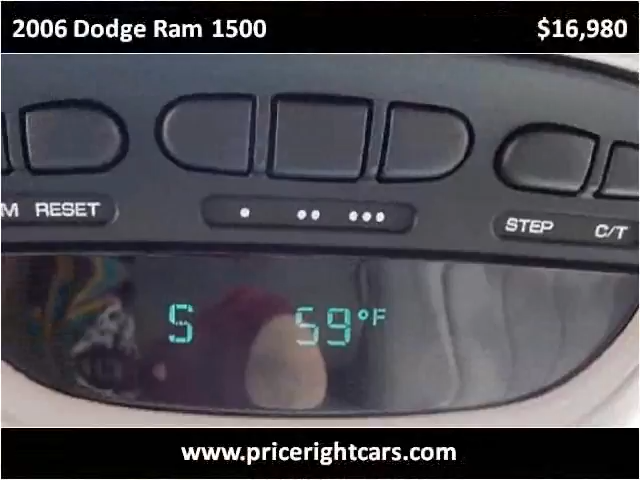 2006 Dodge Ram 1500 $16,980
M RESET STEP C/T
S 59°F
www.pricerightcars.com